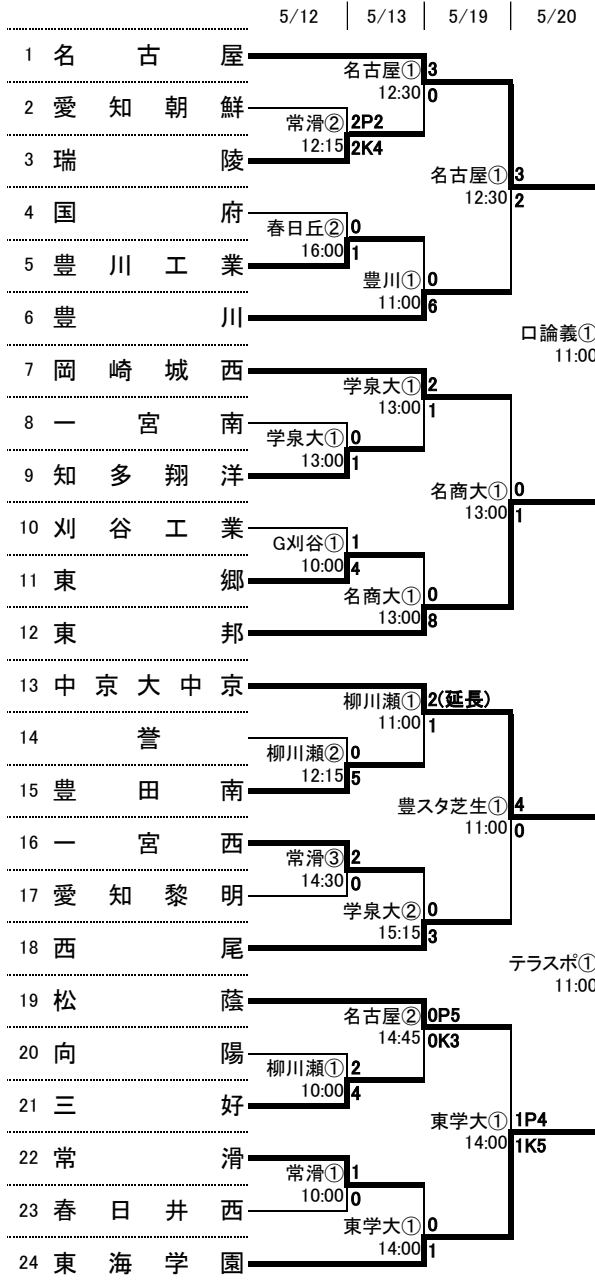 5/12 5/13 5/19 5/20
1 名古屋
名古屋① 3
12:30 0
2 愛知朝鮮
常滑② 2P2
12:15 2K4
3 瑞陵
名古屋① 3
12:30 2
4 国府
春日丘② 0
16:00 1
5 豊川工業
豊川① 0
11:00 6
6 豊川
口論義①
11:00
7 岡崎城西
学泉大① 2
13:00 1
8 一宮南
学泉大① 0
13:00 1
9 知多翔洋
名商大① 0
13:00 1
10 刈谷工業
G刈谷① 1
10:00 4
11 東郷
名商大① 0
13:00 8
12 東邦
13 中京大中京
柳川瀬① 2(延長)
11:00 1
14 誉
柳川瀬② 0
12:15 5
15 豊田南
豊スタ芝生① 4
11:00 0
16 一宮西
常滑③ 2
14:30 0
17 愛知黎明
学泉大② 0
15:15 3
18 西尾
テラスポ①
11:00
19 松蔭
名古屋② 0P5
14:45 0K3
20 向陽
柳川瀬① 2
10:00 4
21 三好
東学大① 1P4
14:00 1K5
22 常滑
常滑① 1
10:00 0
23 春日井西
東学大① 0
14:00 1
24 東海学園